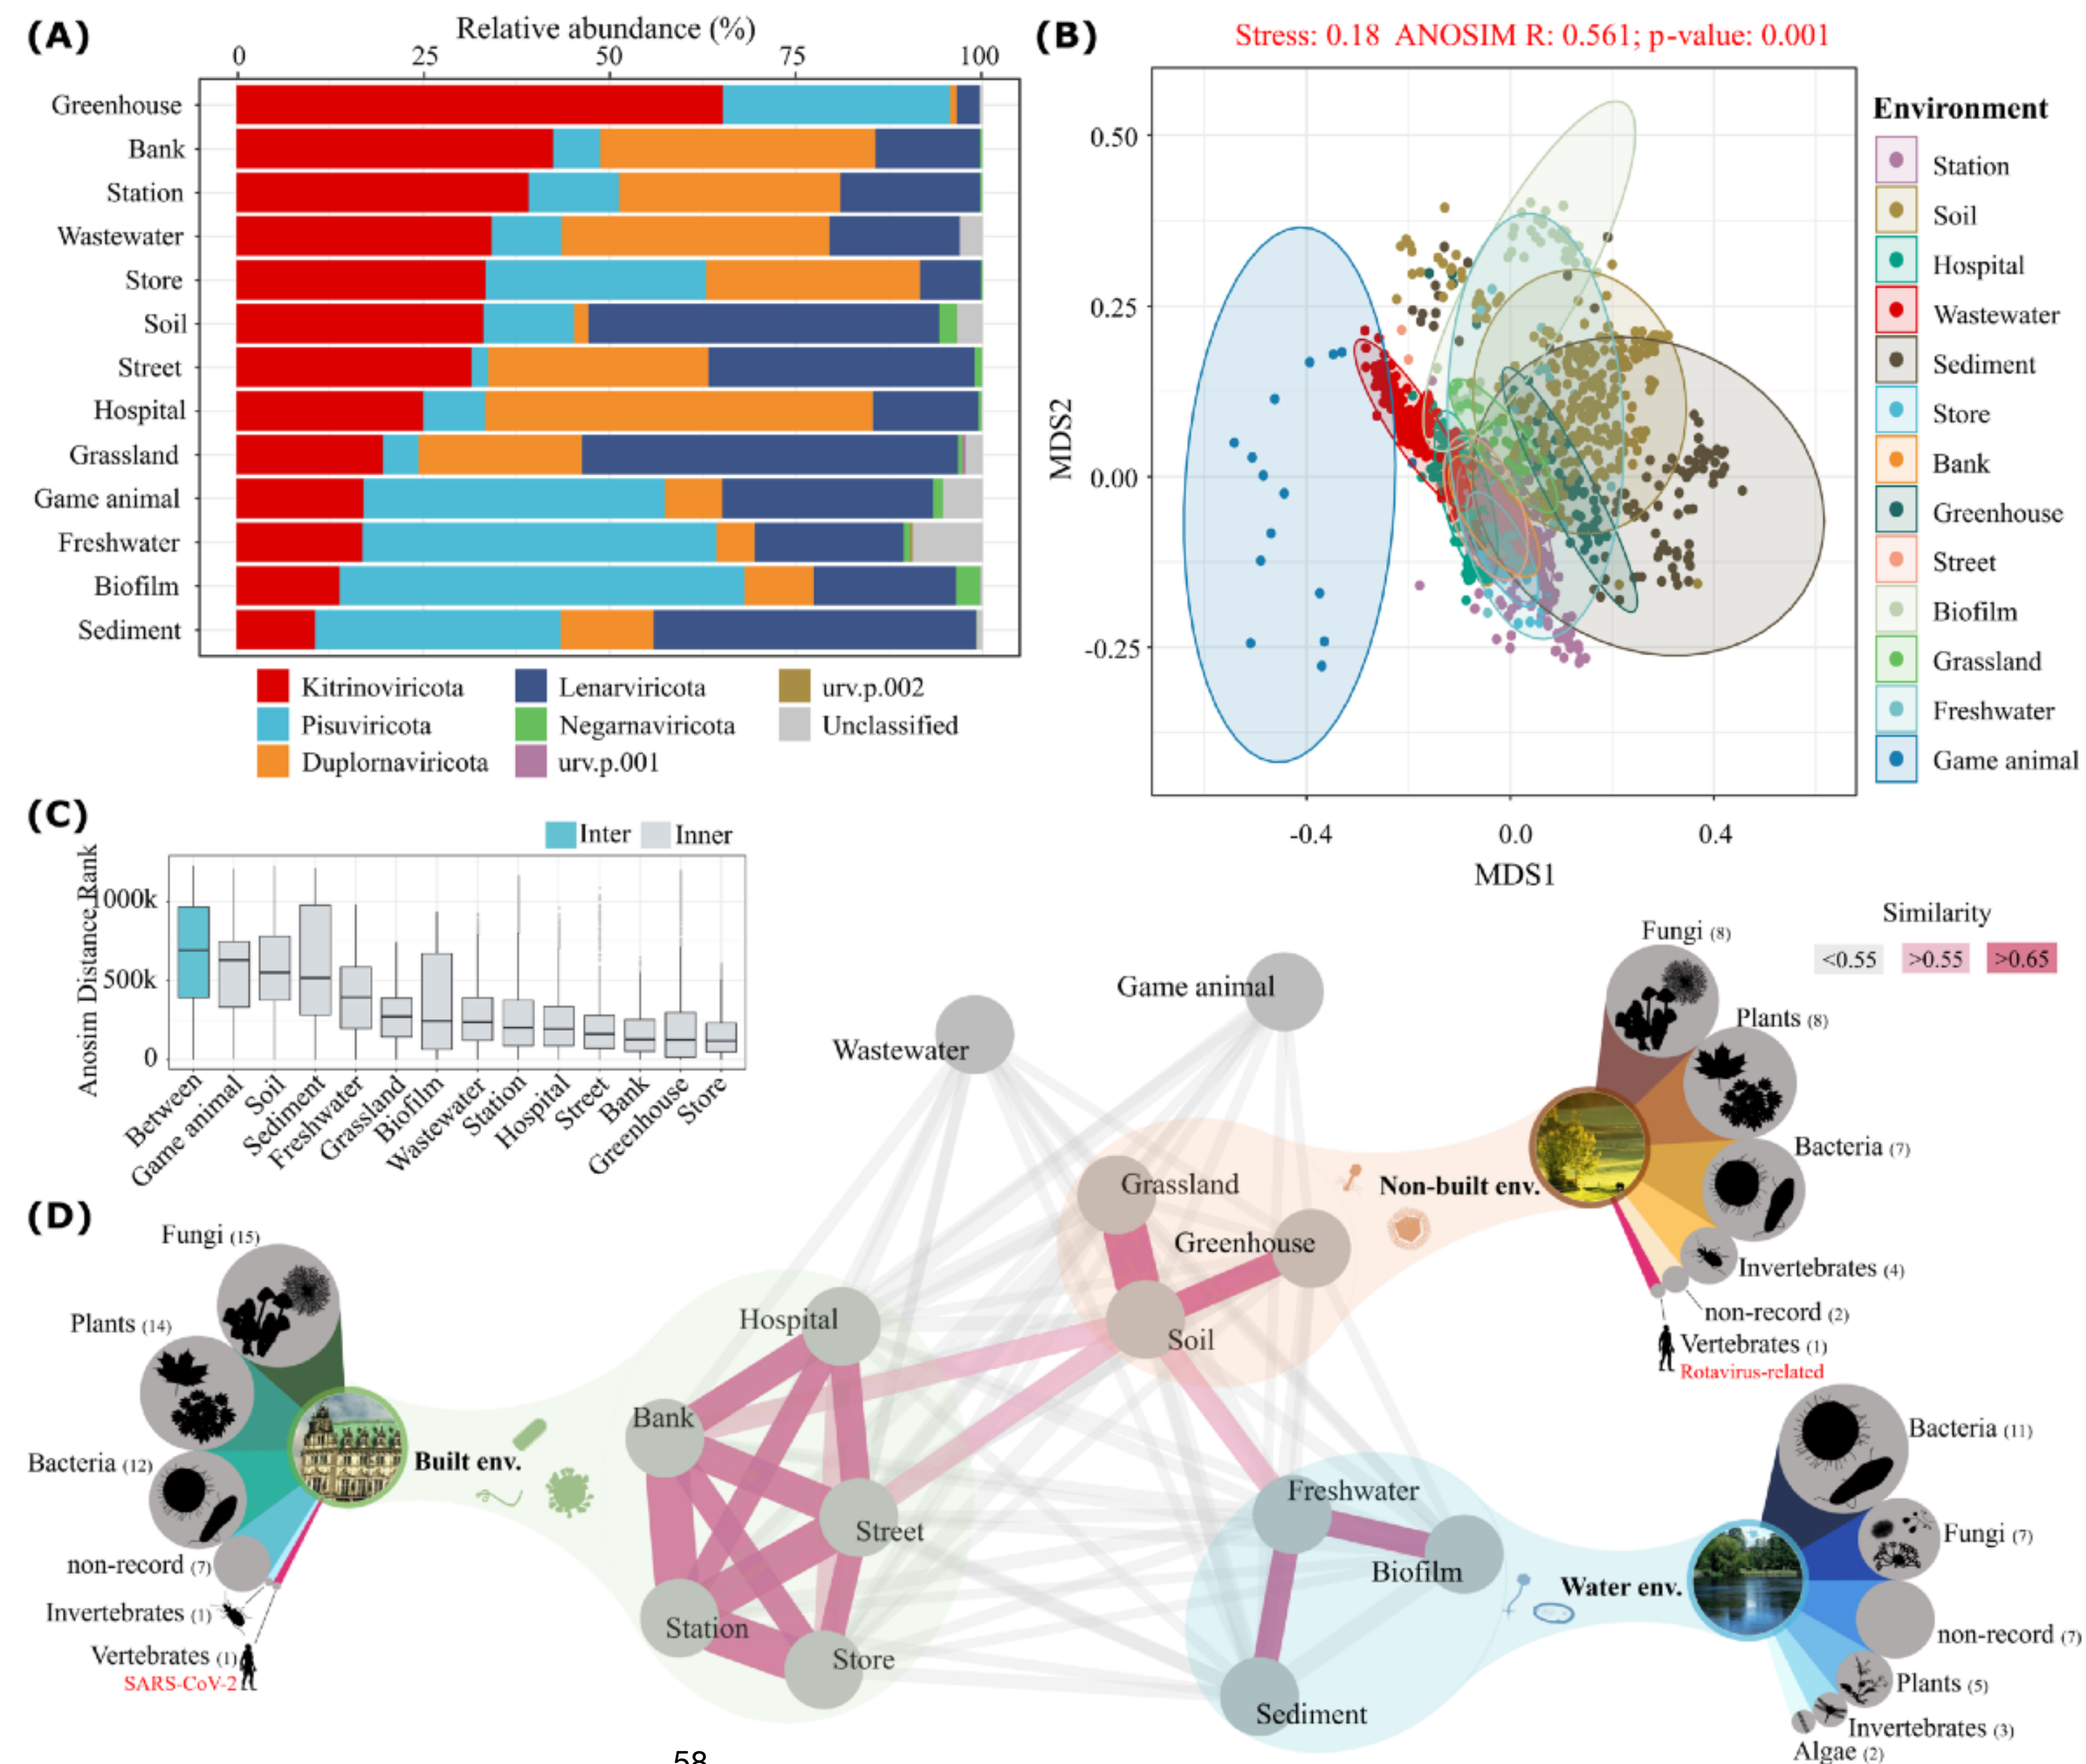 (A)
Relative abundance (%)
0 25 50 75 100
Greenhouse
Bank
Station
Wastewater
Store
Soil
Street
Hospital
Grassland
Game animal
Freshwater
Biofilm
Sediment
Kitrinoviricota
Pisuviricota
Duplornaviricota
Lenarviricota
Negarnaviricota
urv.p.001
urv.p.002
Unclassified
(B)
Stress: 0.18 ANOSIM R: 0.561; p-value: 0.001
MDS2
0.50
0.25
0.00
-0.25
-0.4 0.0 0.4
MDS1
Environment
Station
Soil
Hospital
Wastewater
Sediment
Store
Bank
Greenhouse
Street
Biofilm
Grassland
Freshwater
Game animal
(C)
Inter Inner
Anosim Distance Rank
1000k
500k
0
Between
Game animal
Soil
Sediment
Freshwater
Grassland
Biofilm
Wastewater
Station
Hospital
Street
Bank
Greenhouse
Store
(D)
Similarity
<0.55 >0.55 >0.65
Wastewater
Game animal
Grassland
Greenhouse
Soil
Non-built env.
Fungi (8)
Plants (8)
Bacteria (7)
Invertebrates (4)
non-record (2)
Vertebrates (1)
Rotavirus-related
Fungi (15)
Plants (14)
Bacteria (12)
non-record (7)
Invertebrates (1)
Vertebrates (1)
SARS-CoV-2
Built env.
Hospital
Bank
Street
Station
Store
Freshwater
Biofilm
Sediment
Water env.
Bacteria (11)
Fungi (7)
non-record (7)
Plants (5)
Invertebrates (3)
Algae (2)
58